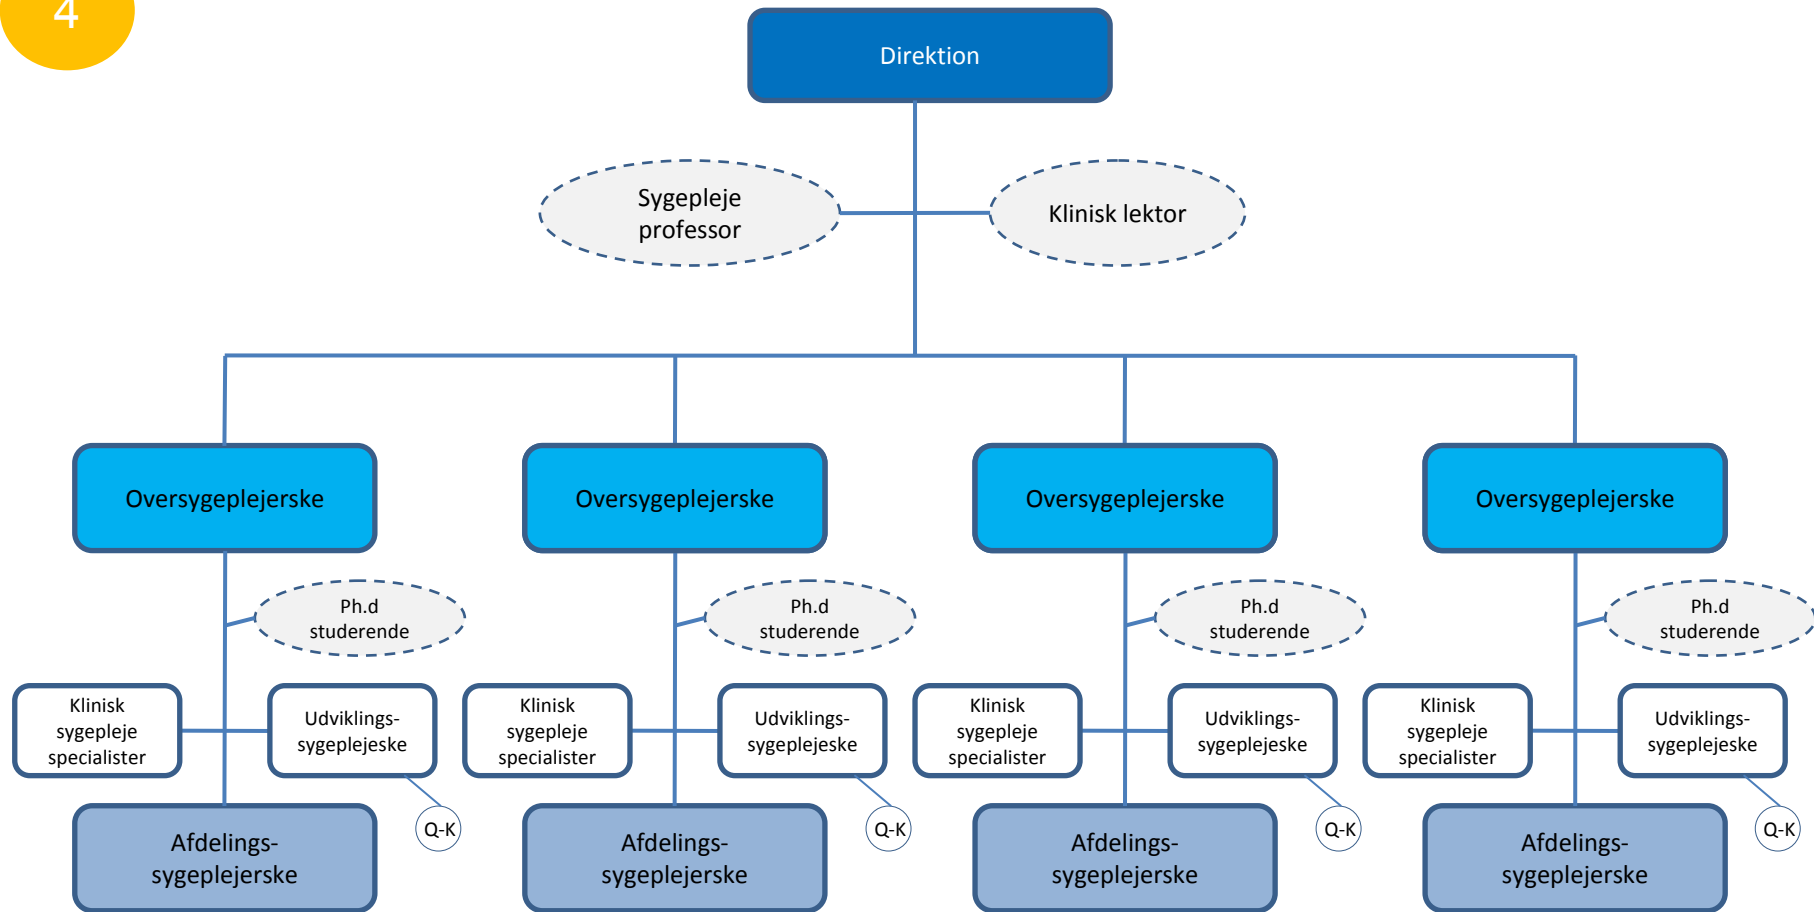 4
Direktion
Sygepleje
professor
Klinisk lektor
Oversygeplejerske
Oversygeplejerske
Oversygeplejerske
Oversygeplejerske
Ph.d
studerende
Ph.d
studerende
Ph.d
studerende
Ph.d
studerende
Klinisk
sygepleje
specialister
Udviklings-
sygeplejeske
Klinisk
sygepleje
specialister
Udviklings-
sygeplejeske
Klinisk
sygepleje
specialister
Udviklings-
sygeplejeske
Klinisk
sygepleje
specialister
Udviklings-
sygeplejeske
Afdelings-
sygeplejerske
Q-K
Afdelings-
sygeplejerske
Q-K
Afdelings-
sygeplejerske
Q-K
Afdelings-
sygeplejerske
Q-K